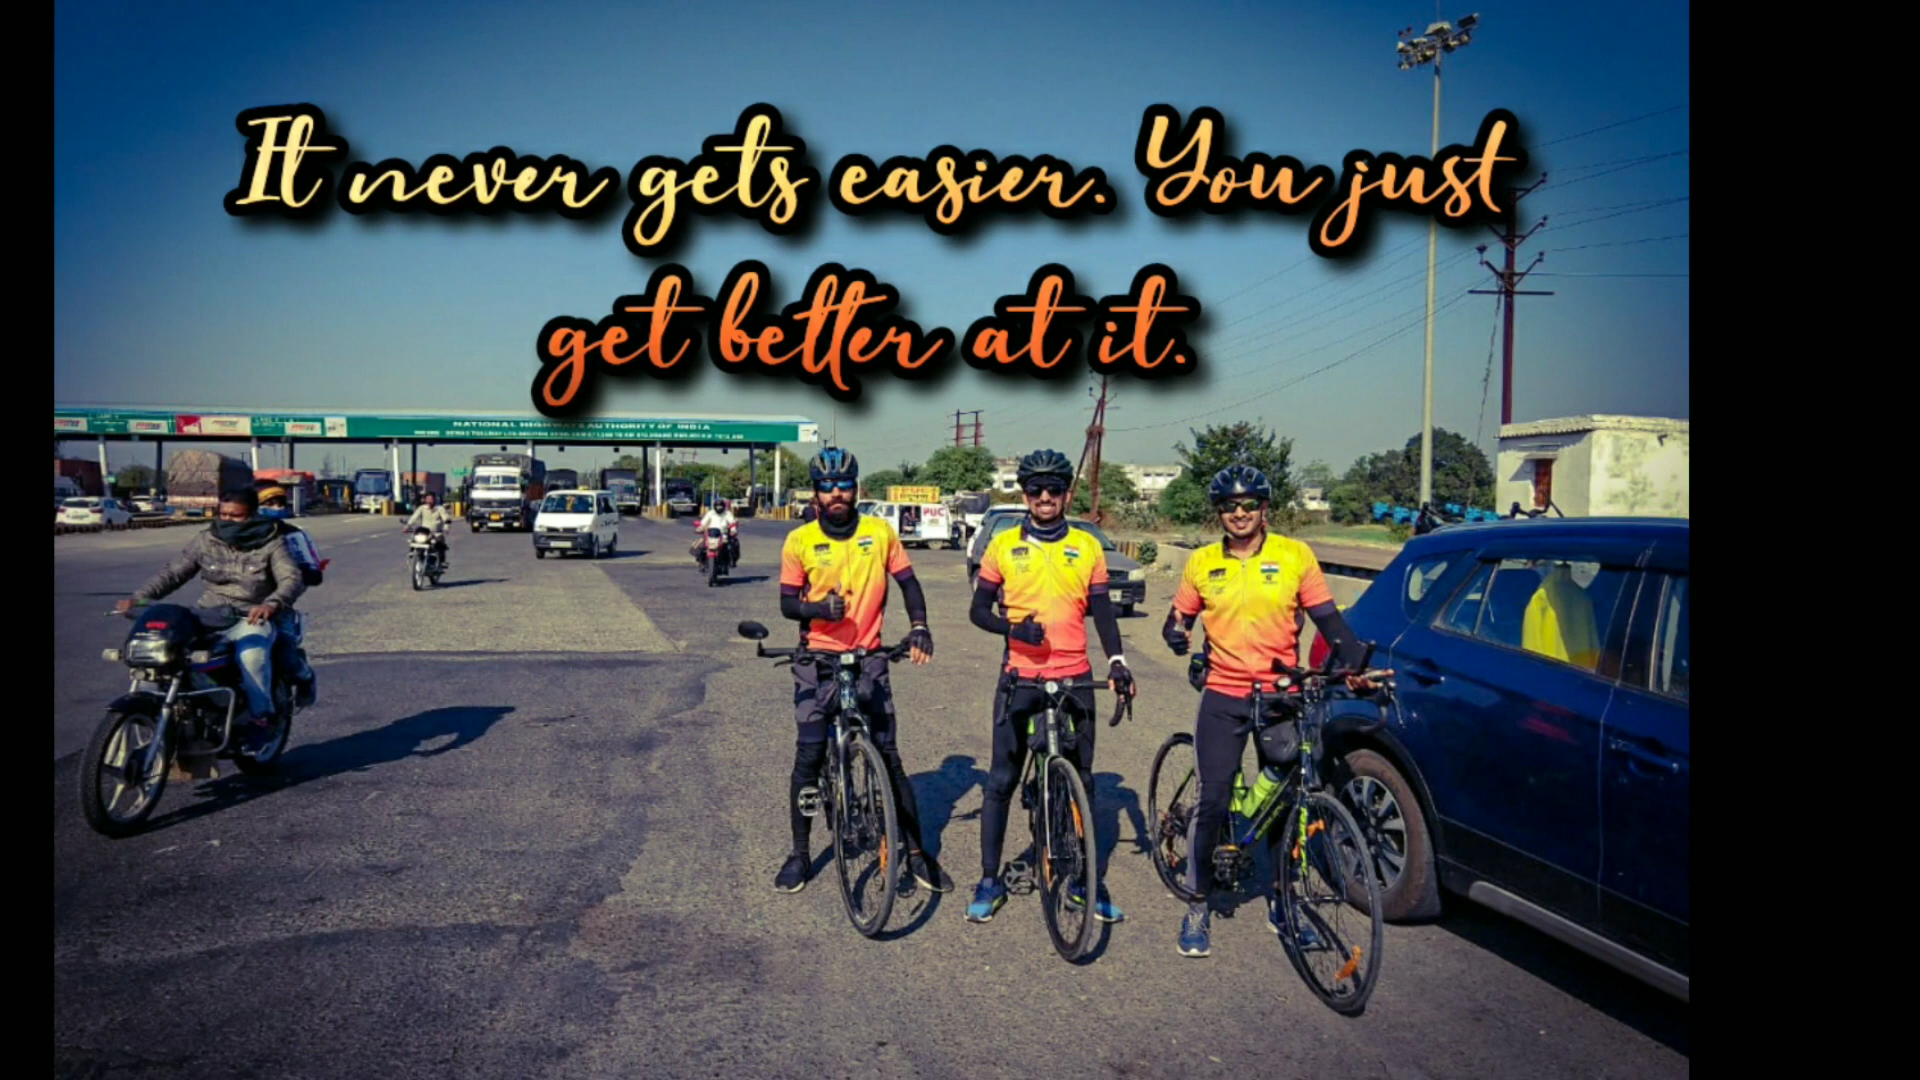 It never gets easier. You just
get better at it.
NATIONAL HIGHWAYS AUTHORITY OF INDIA
PUC